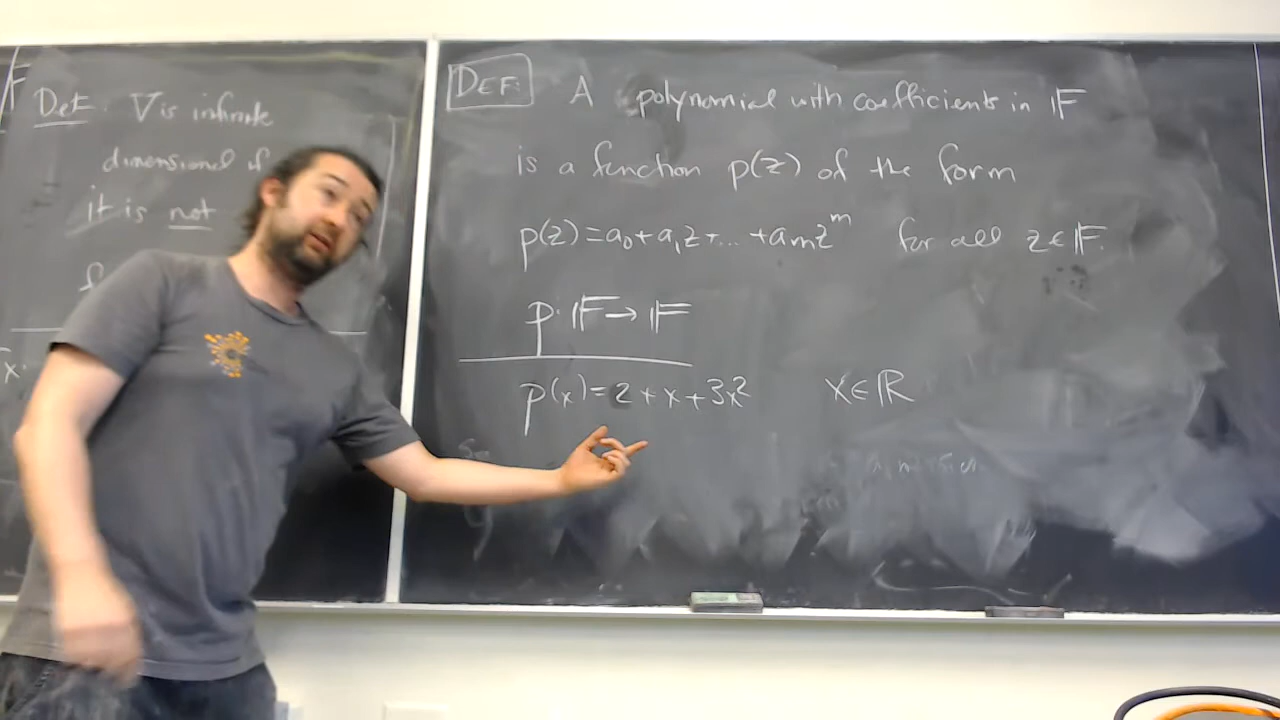 Def. V is infinite
dimensional if
it is not
DEF: A polynomial with coefficients in 𝔽
is a function p(z) of the form
p(z)=a₀+a₁z+...+aₘzᵐ for all z∈𝔽.
p:𝔽→𝔽
p(x)=2+x+3x² x∈ℝ